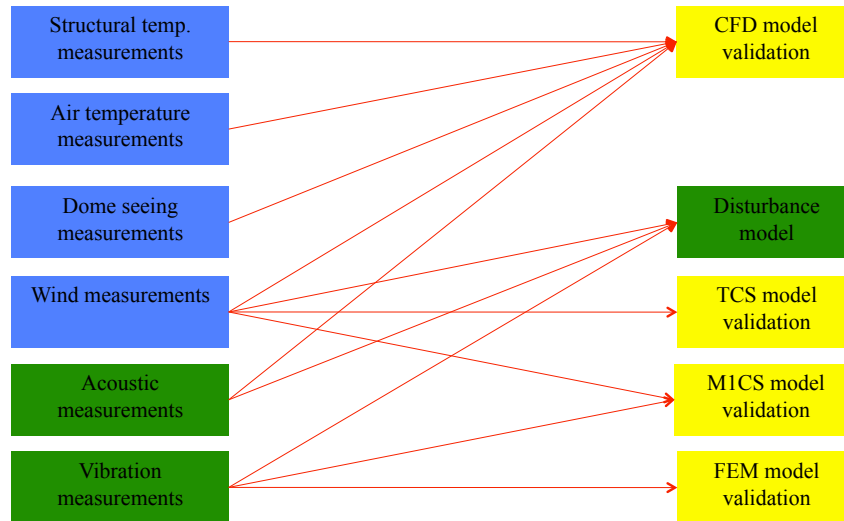 Structural temp.
measurements
Air temperature
measurements
Dome seeing
measurements
Wind measurements
Acoustic
measurements
Vibration
measurements
CFD model
validation
Disturbance
model
TCS model
validation
M1CS model
validation
FEM model
validation